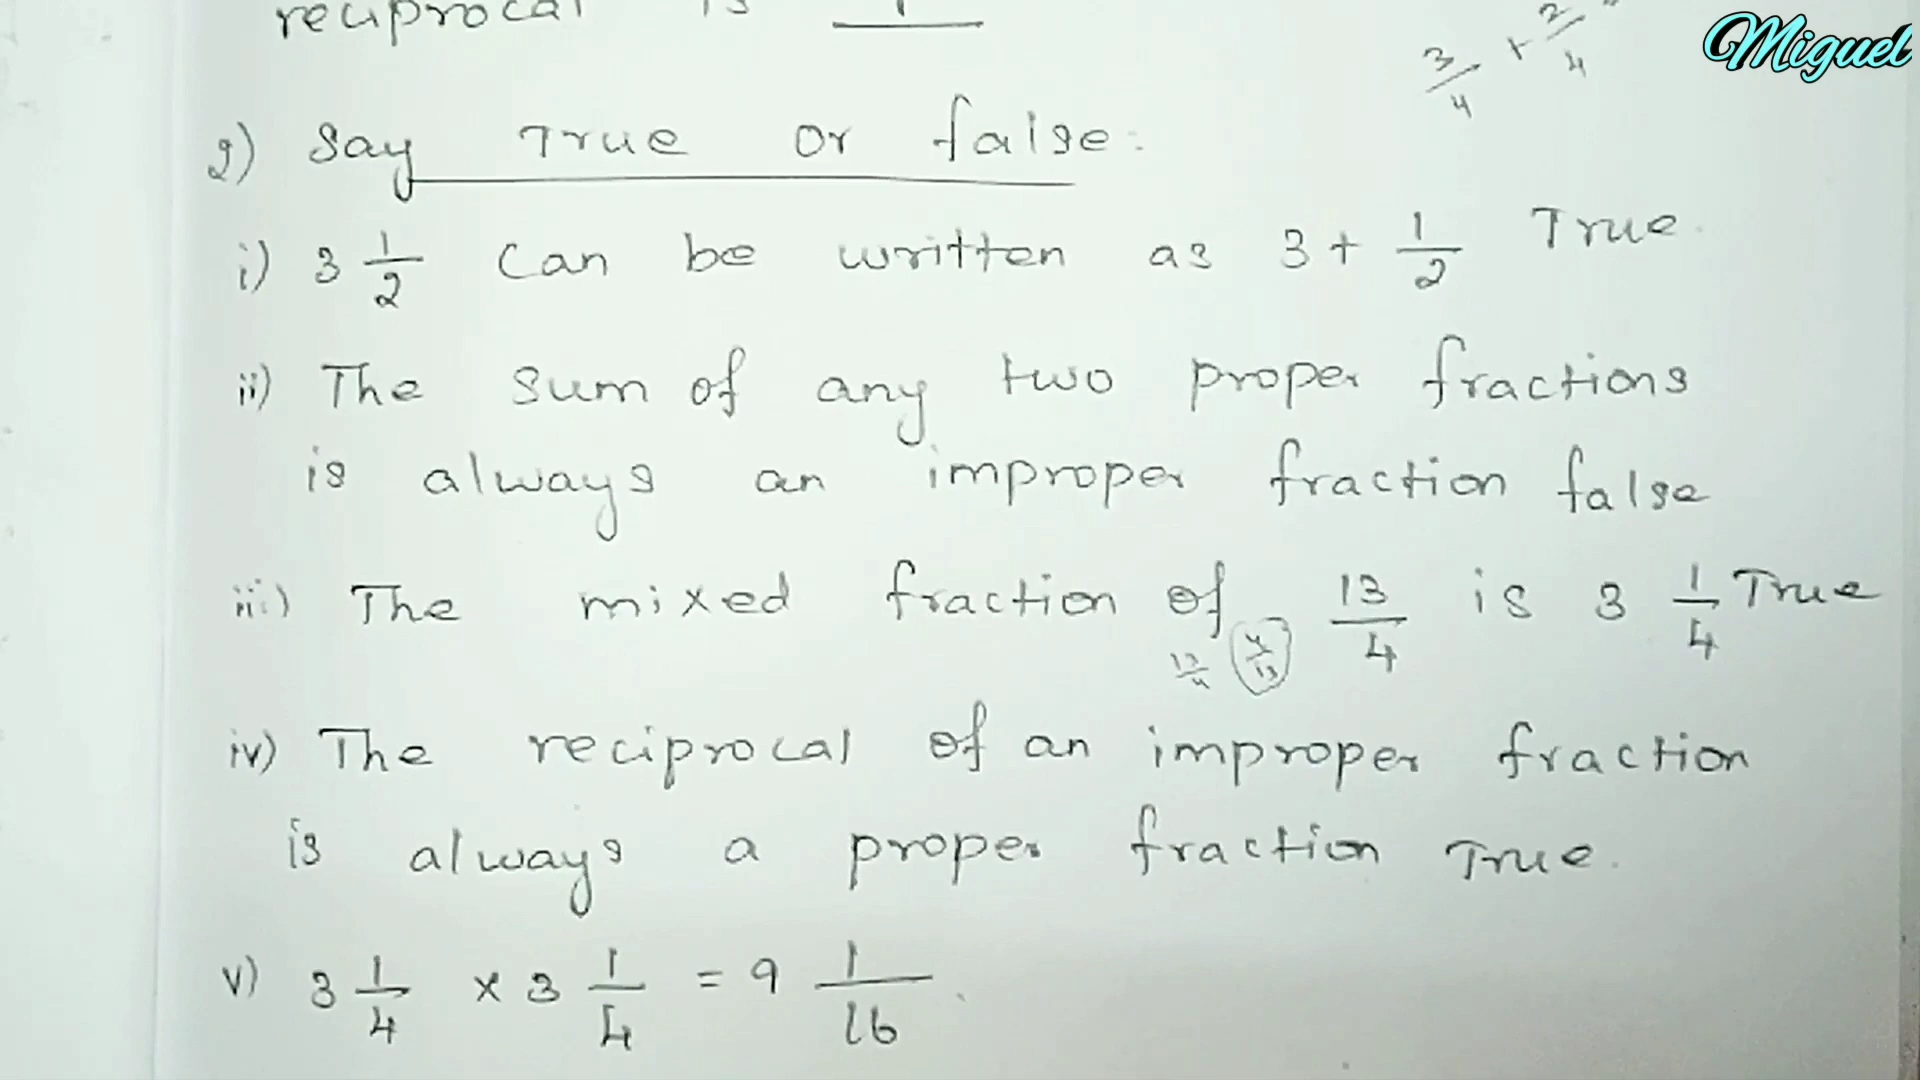 reciprocal is 1
3/4 + 2/4
Miguel
2) Say True or false:
i) 3 1/2 Can be written as 3 + 1/2 True.
ii) The sum of any two proper fractions
is always an improper fraction false
iii) The mixed fraction of 13/4 is 3 1/4 True
13/4 4/13
iv) The reciprocal of an improper fraction
is always a proper fraction True.
v) 3 1/4 x 3 1/4 = 9 1/16.